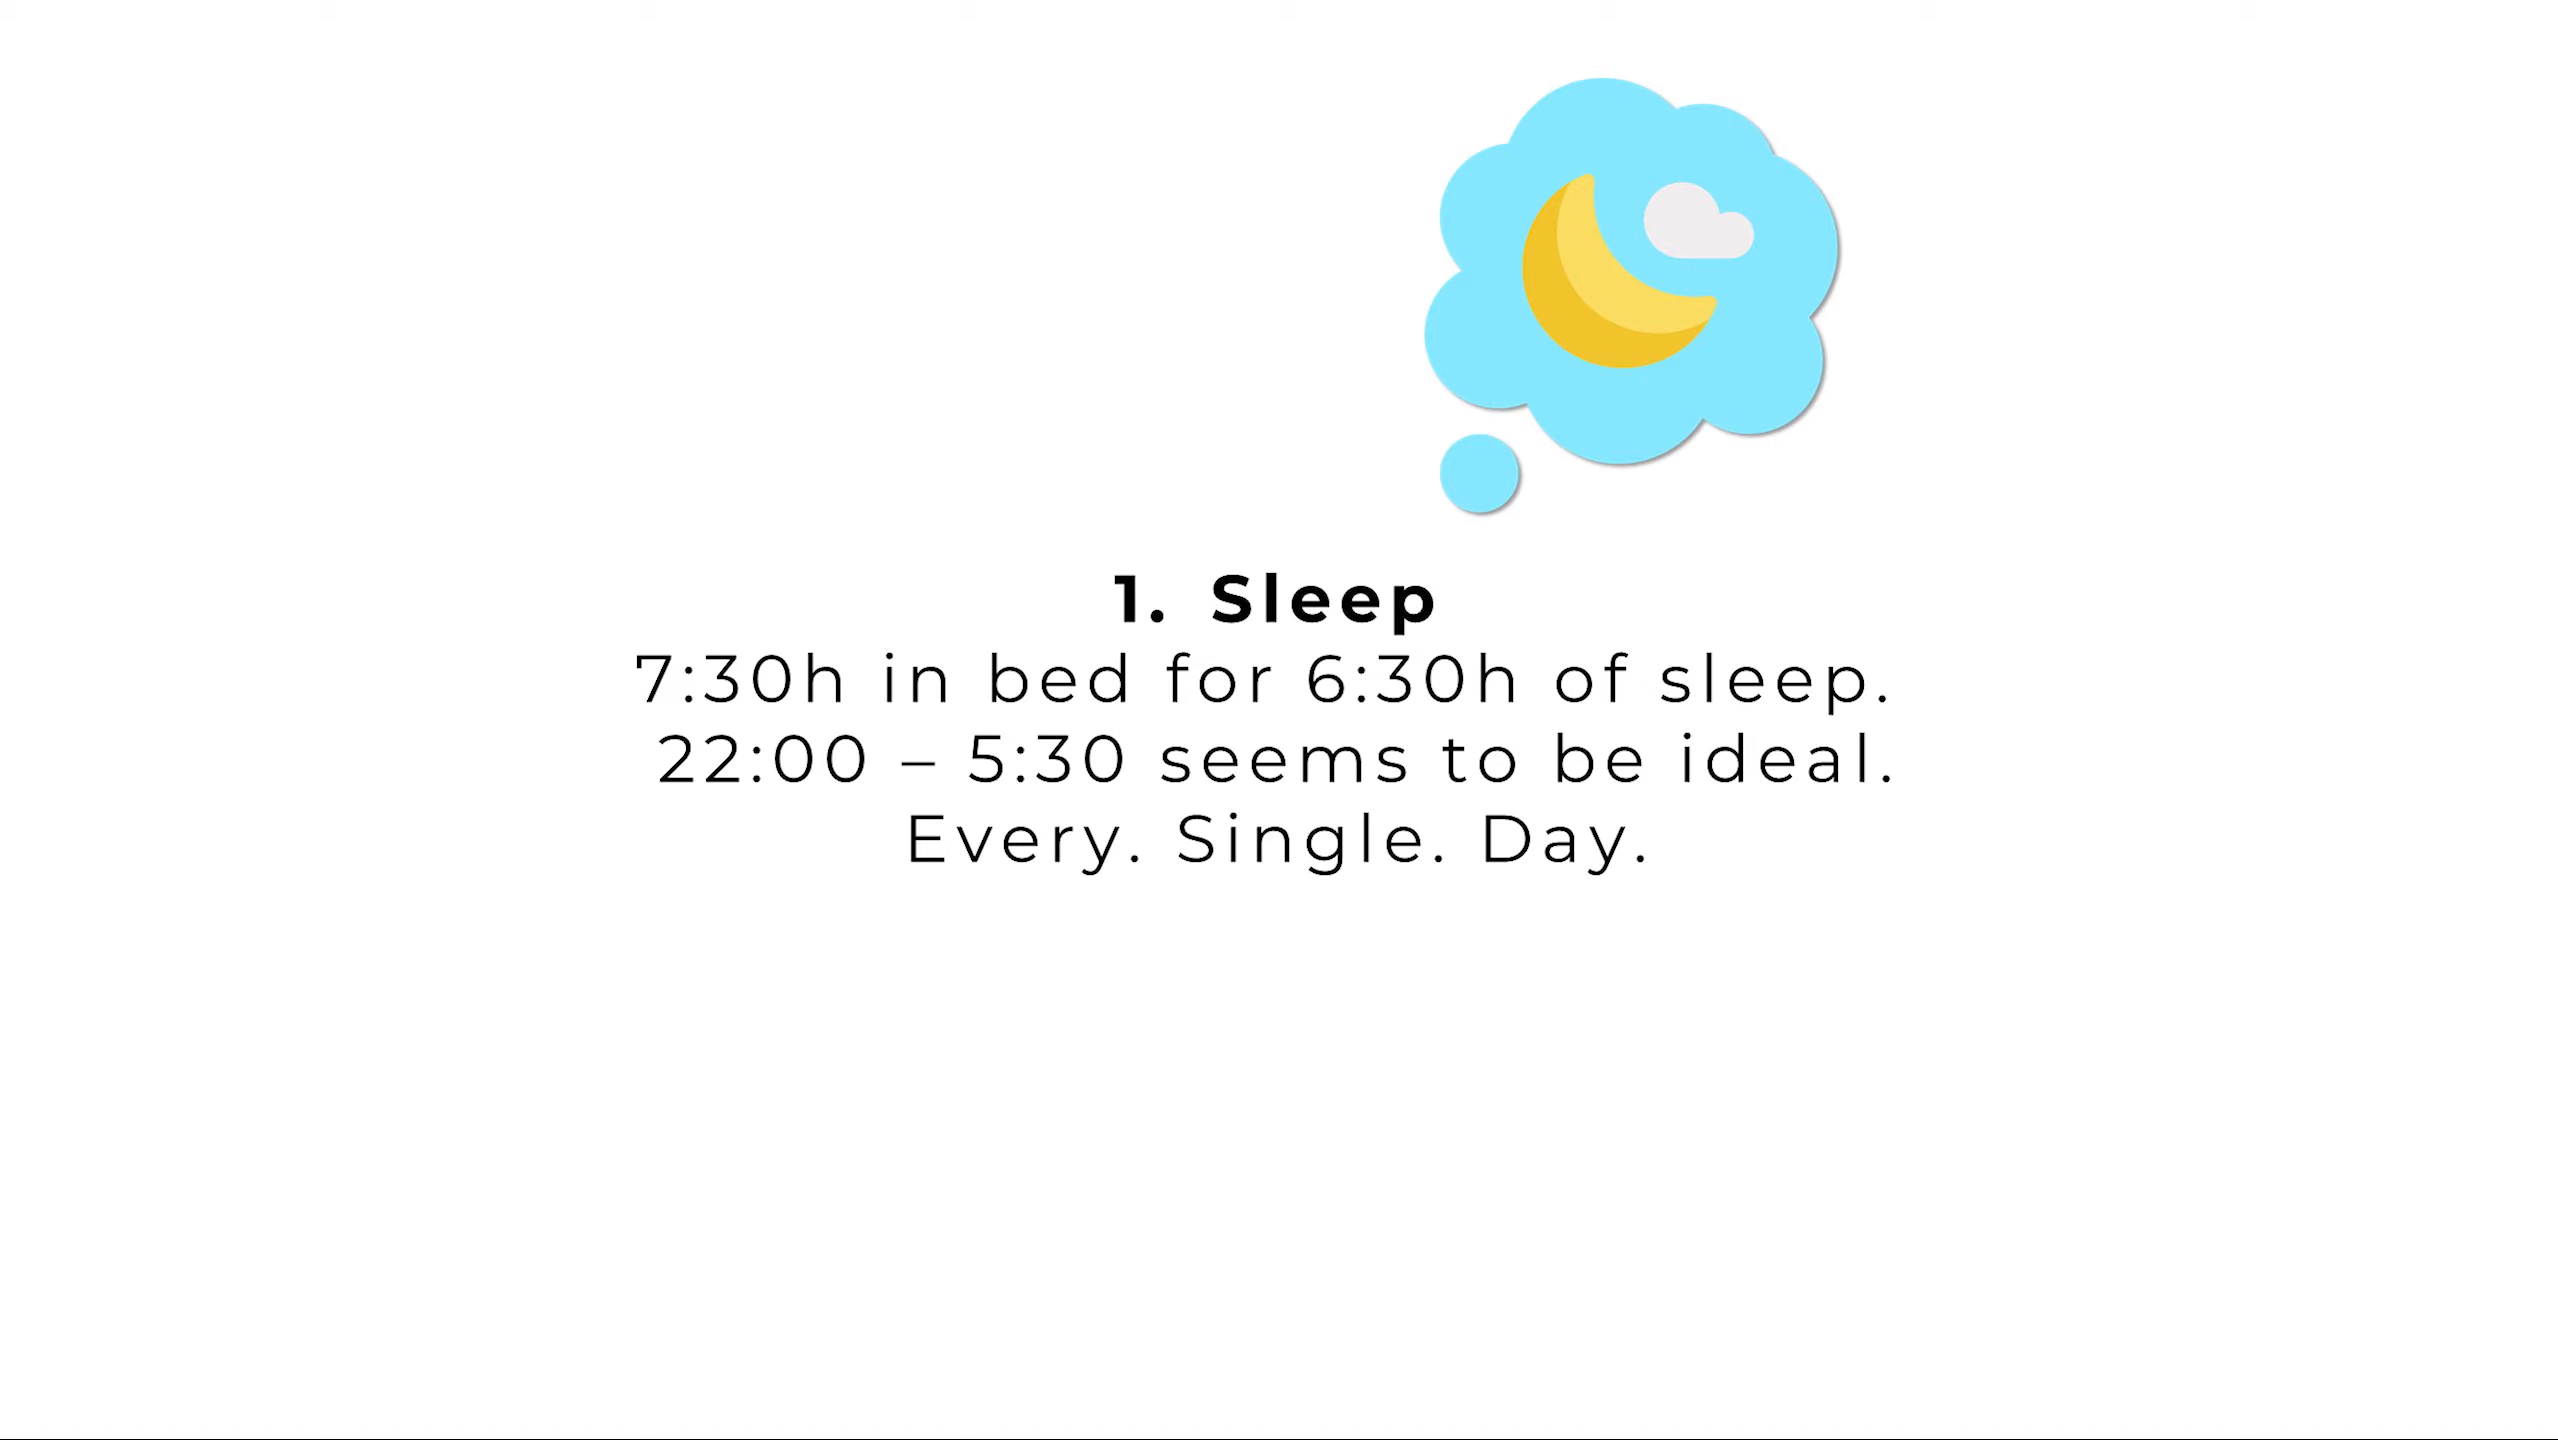 1. Sleep
7:30h in bed for 6:30h of sleep.
22:00 – 5:30 seems to be ideal.
Every. Single. Day.